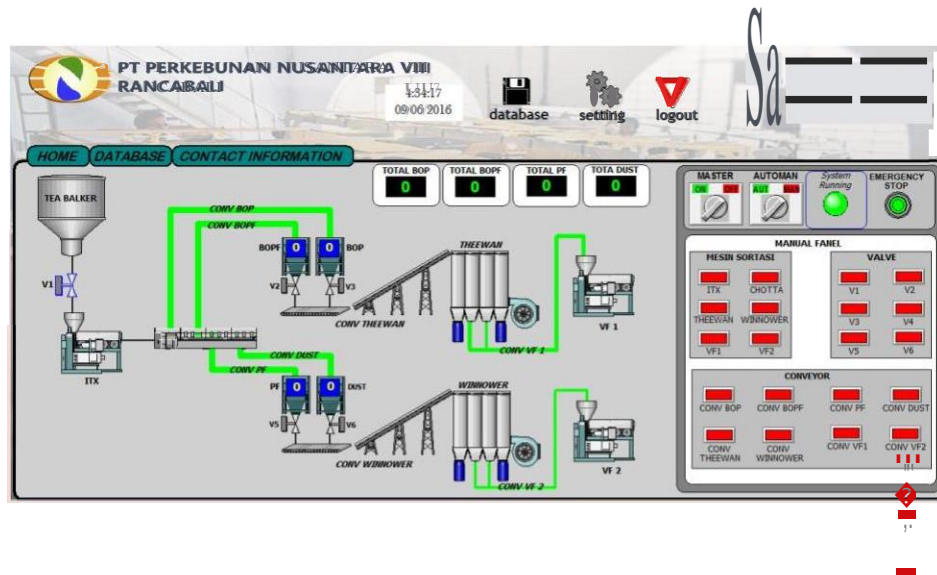 Sa
PT PERKEBUNAN NUSANTARA VIII
RANCABALI
4:34:17
09/06/2016
database
setting
logout
HOME
DATABASE
CONTACT INFORMATION
TOTAL BOP
TOTAL BOPF
TOTAL PF
TOTA DUST
0
0
0
0
MASTER
AUTOMAN
System
Running
EMERGENCY
STOP
ON
OFF
AUT
MAN
TEA BALKER
CONV BOP
CONV BOPF
BOPF
0
0
BOP
V1
V2
V3
THEEWAN
CONV THEEWAN
VF 1
CONV VF 1
ITX
CONV DUST
CONV PF
PF
0
0
DUST
V5
V6
WINNOWER
CONV WINNOWER
VF 2
CONV VF 2
MANUAL FANEL
MESIN SORTASI
ITX
CHOTTA
THEEWAN
WINNOWER
VF1
VF2
VALVE
V1
V2
V3
V4
V5
V6
CONVEYOR
CONV BOP
CONV BOPF
CONV PF
CONV DUST
CONV
THEEWAN
CONV
WINNOWER
CONV VF1
CONV VF2